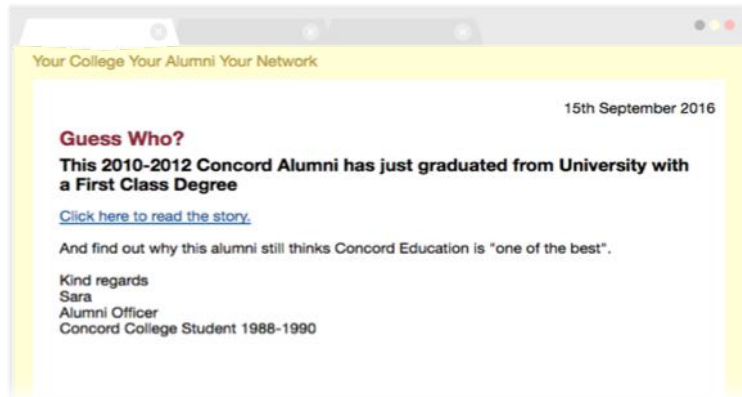 Your College Your Alumni Your Network
15th September 2016
Guess Who?
This 2010-2012 Concord Alumni has just graduated from University with
a First Class Degree
Click here to read the story.
And find out why this alumni still thinks Concord Education is "one of the best".
Kind regards
Sara
Alumni Officer
Concord College Student 1988-1990